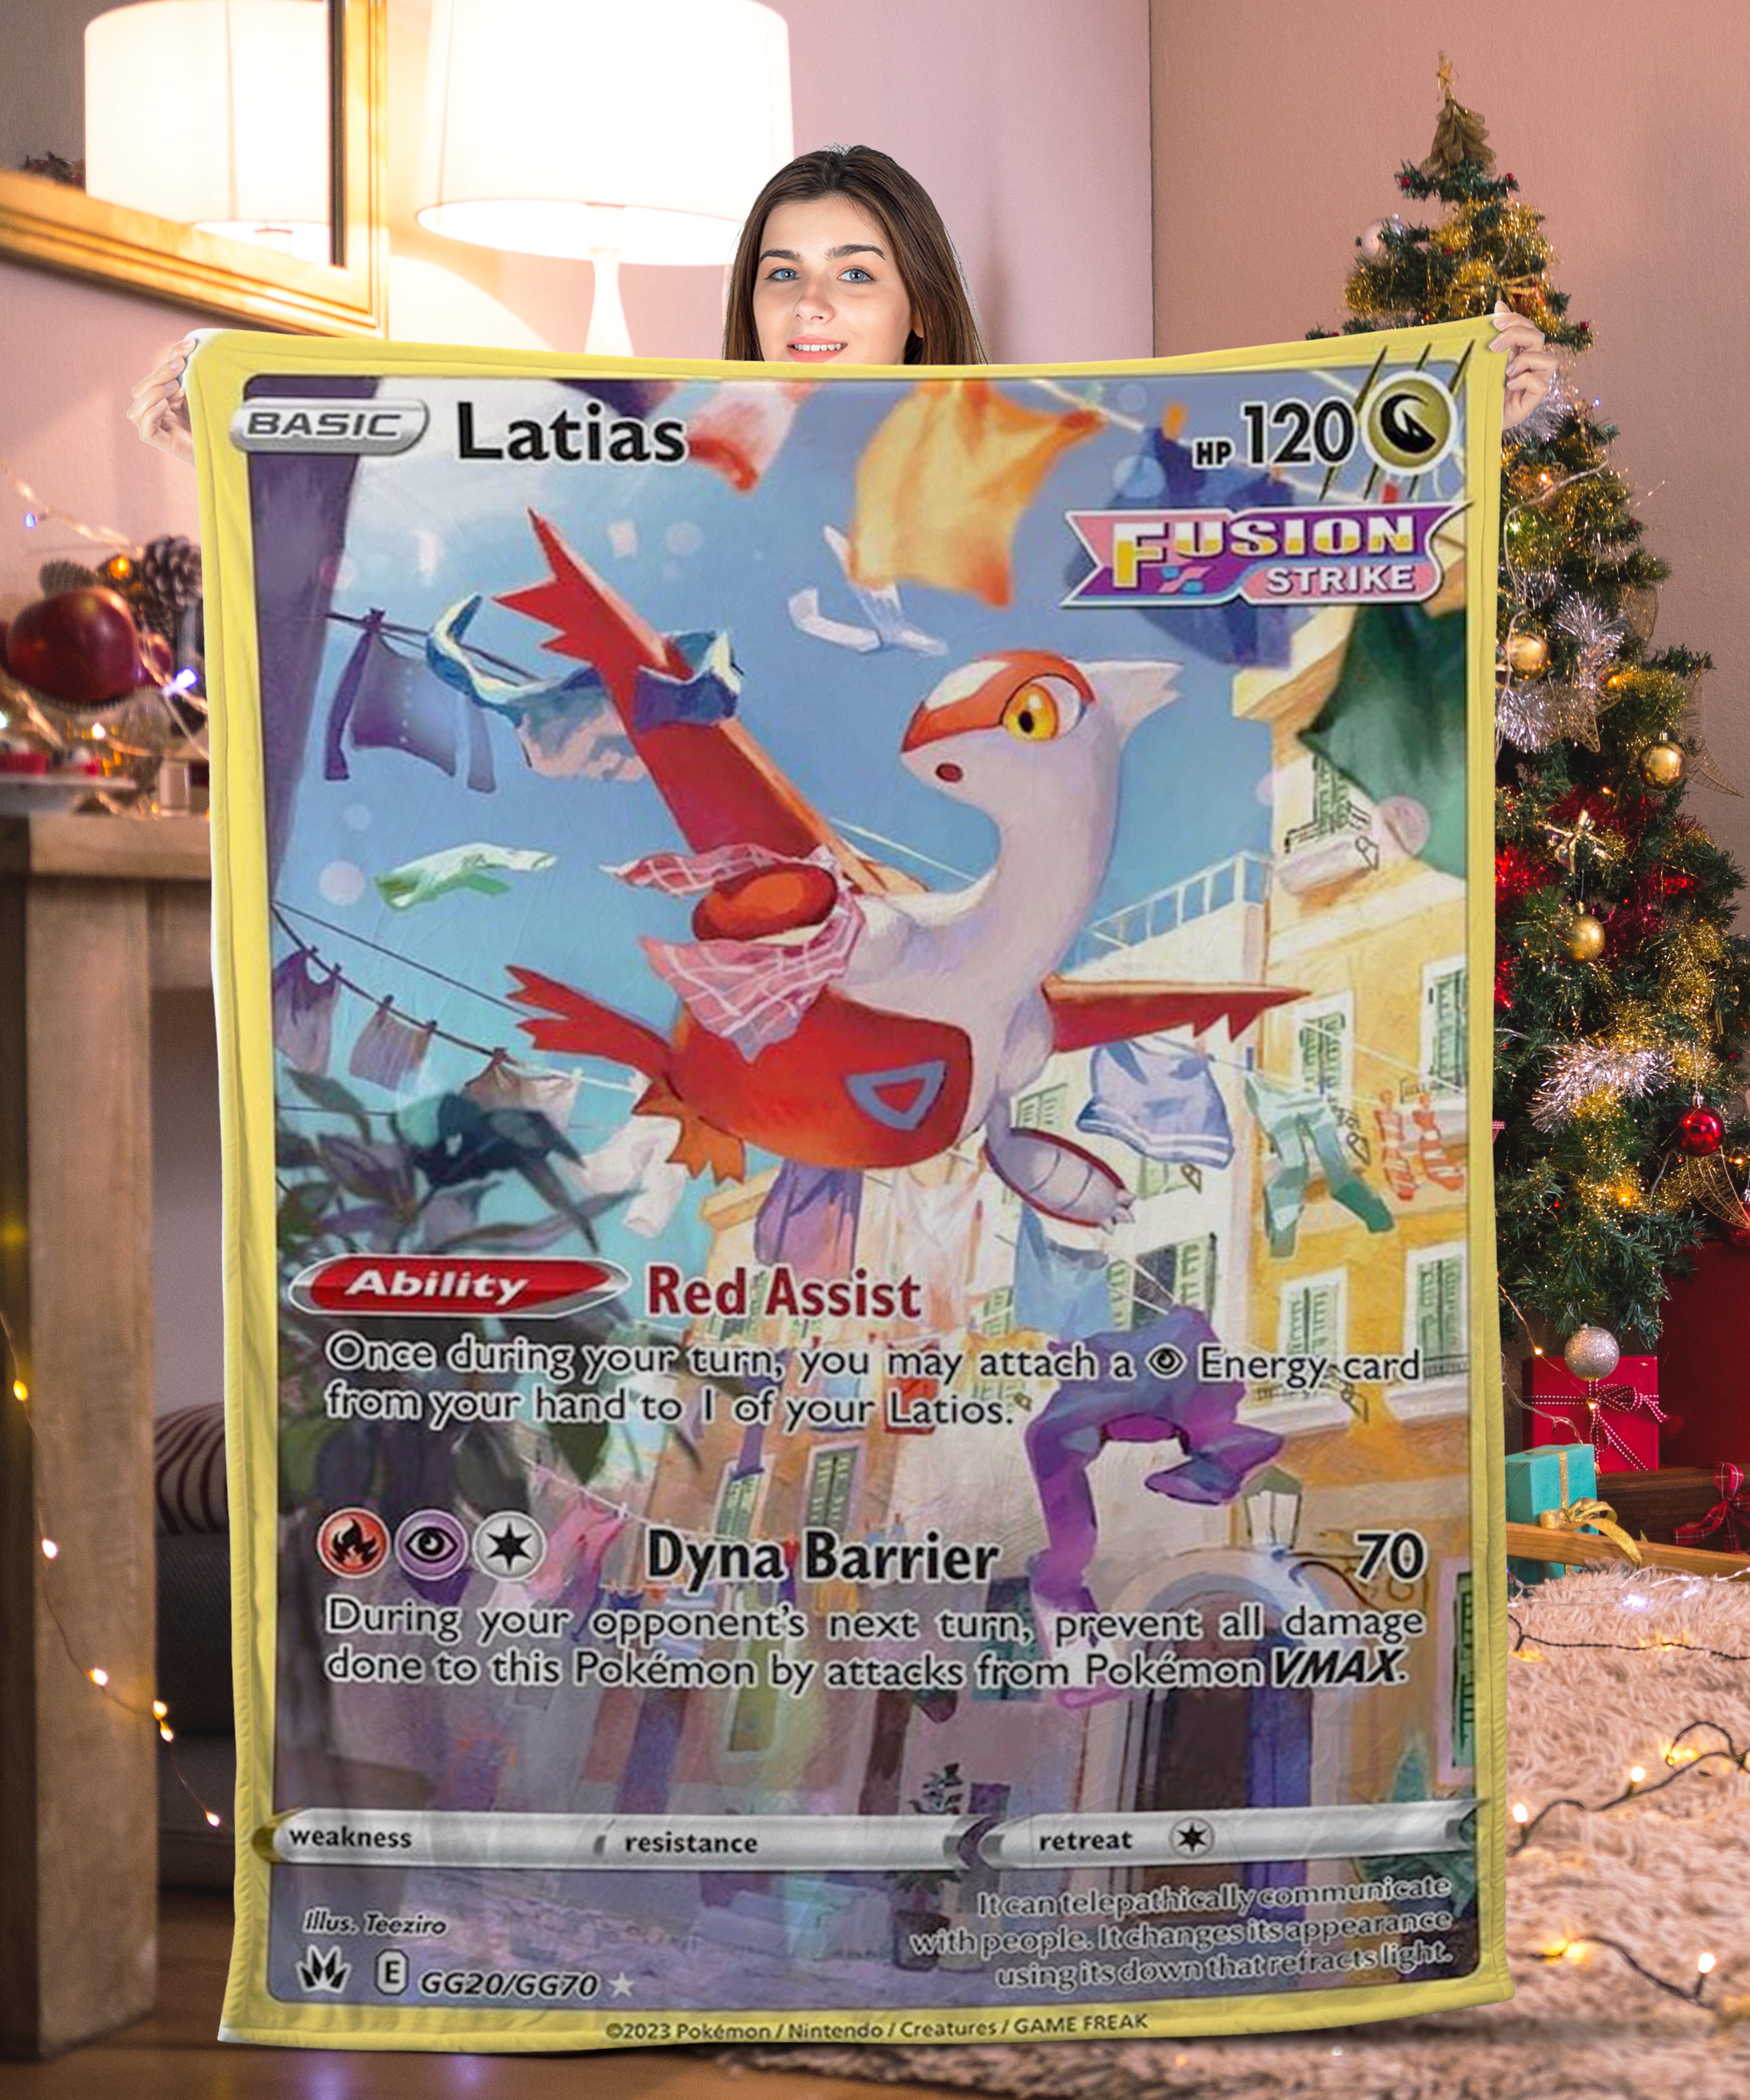 BASIC Latias HP 120
FUSION
STRIKE
Ability Red Assist
Once during your turn, you may attach a Energy card
from your hand to 1 of your Latios.
Dyna Barrier 70
During your opponent's next turn, prevent all damage
done to this Pokémon by attacks from Pokémon VMAX.
weakness resistance retreat
Illus. Teeziro
E GG20/GG70
It can telepathically communicate
with people. It changes its appearance
using its down that refracts light.
©2023 Pokémon / Nintendo / Creatures / GAME FREAK